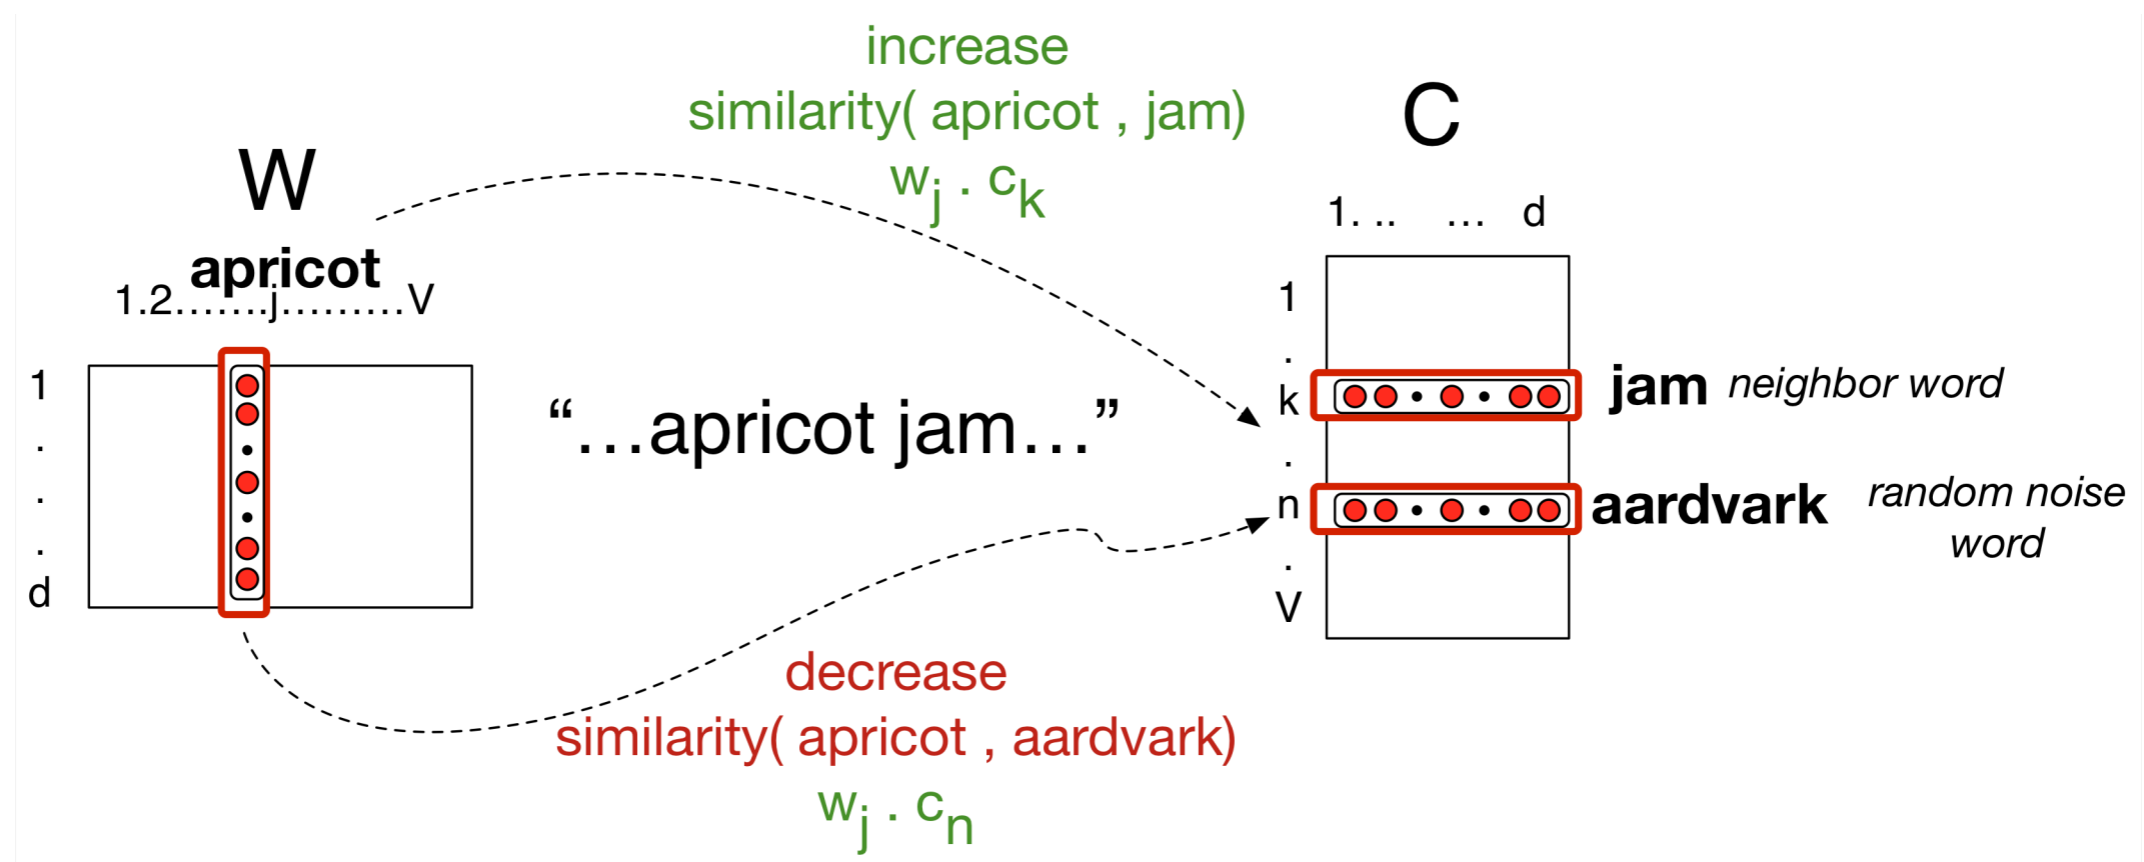 increase
similarity( apricot , jam)
wj . ck
W
apricot
1.2.......j.........V
1
.
.
.
d
“...apricot jam...”
C
1. .. ... d
1
.
k
.
n
.
V
jam neighbor word
aardvark random noise
word
decrease
similarity( apricot , aardvark)
wj . cn